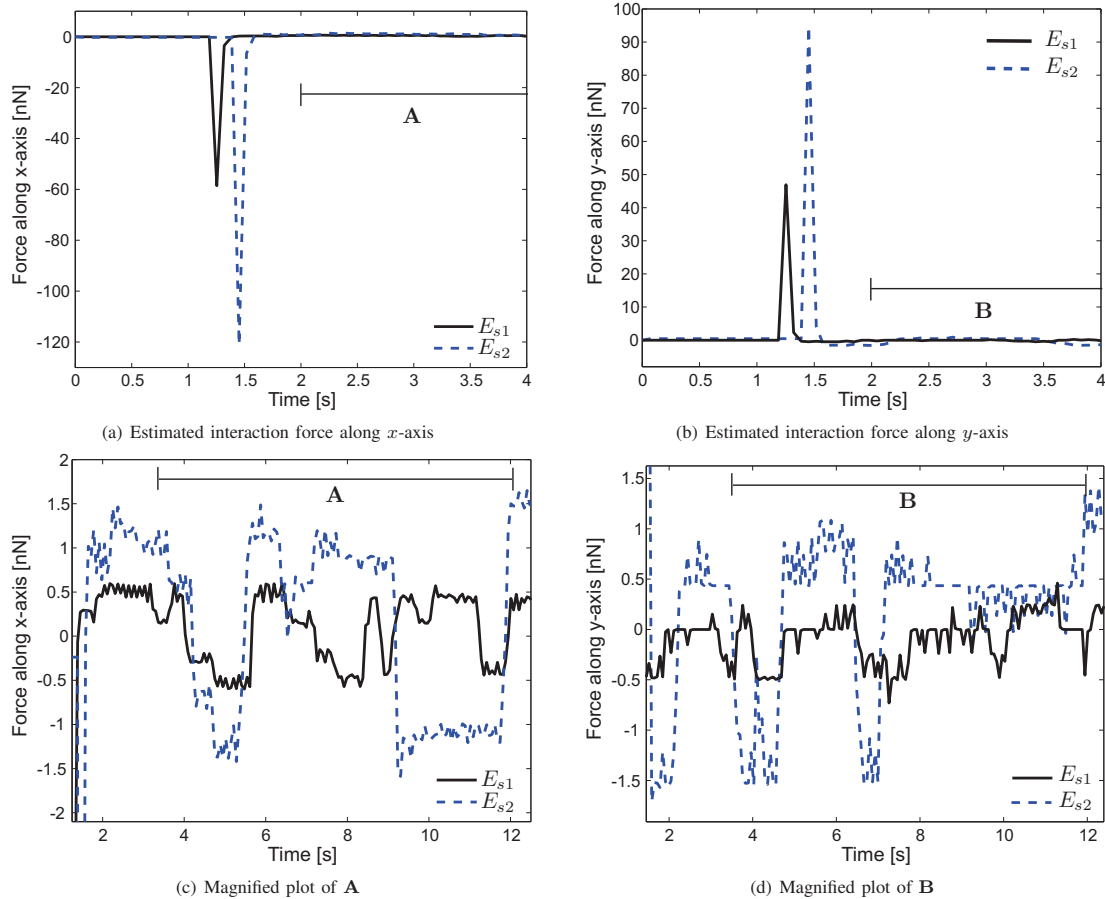 0
-20
-40
-60
-80
-100
-120
Force along x-axis [nN]
A
E_{s1}
E_{s2}
0 0.5 1 1.5 2 2.5 3 3.5 4
Time [s]
(a) Estimated interaction force along x-axis
100
90
80
70
60
50
40
30
20
10
0
Force along y-axis [nN]
E_{s1}
E_{s2}
B
0 0.5 1 1.5 2 2.5 3 3.5 4
Time [s]
(b) Estimated interaction force along y-axis
2
1.5
1
0.5
0
-0.5
-1
-1.5
-2
Force along x-axis [nN]
A
E_{s1}
E_{s2}
2 4 6 8 10 12
Time [s]
(c) Magnified plot of A
1.5
1
0.5
0
-0.5
-1
-1.5
Force along y-axis [nN]
B
E_{s1}
E_{s2}
2 4 6 8 10 12
Time [s]
(d) Magnified plot of B